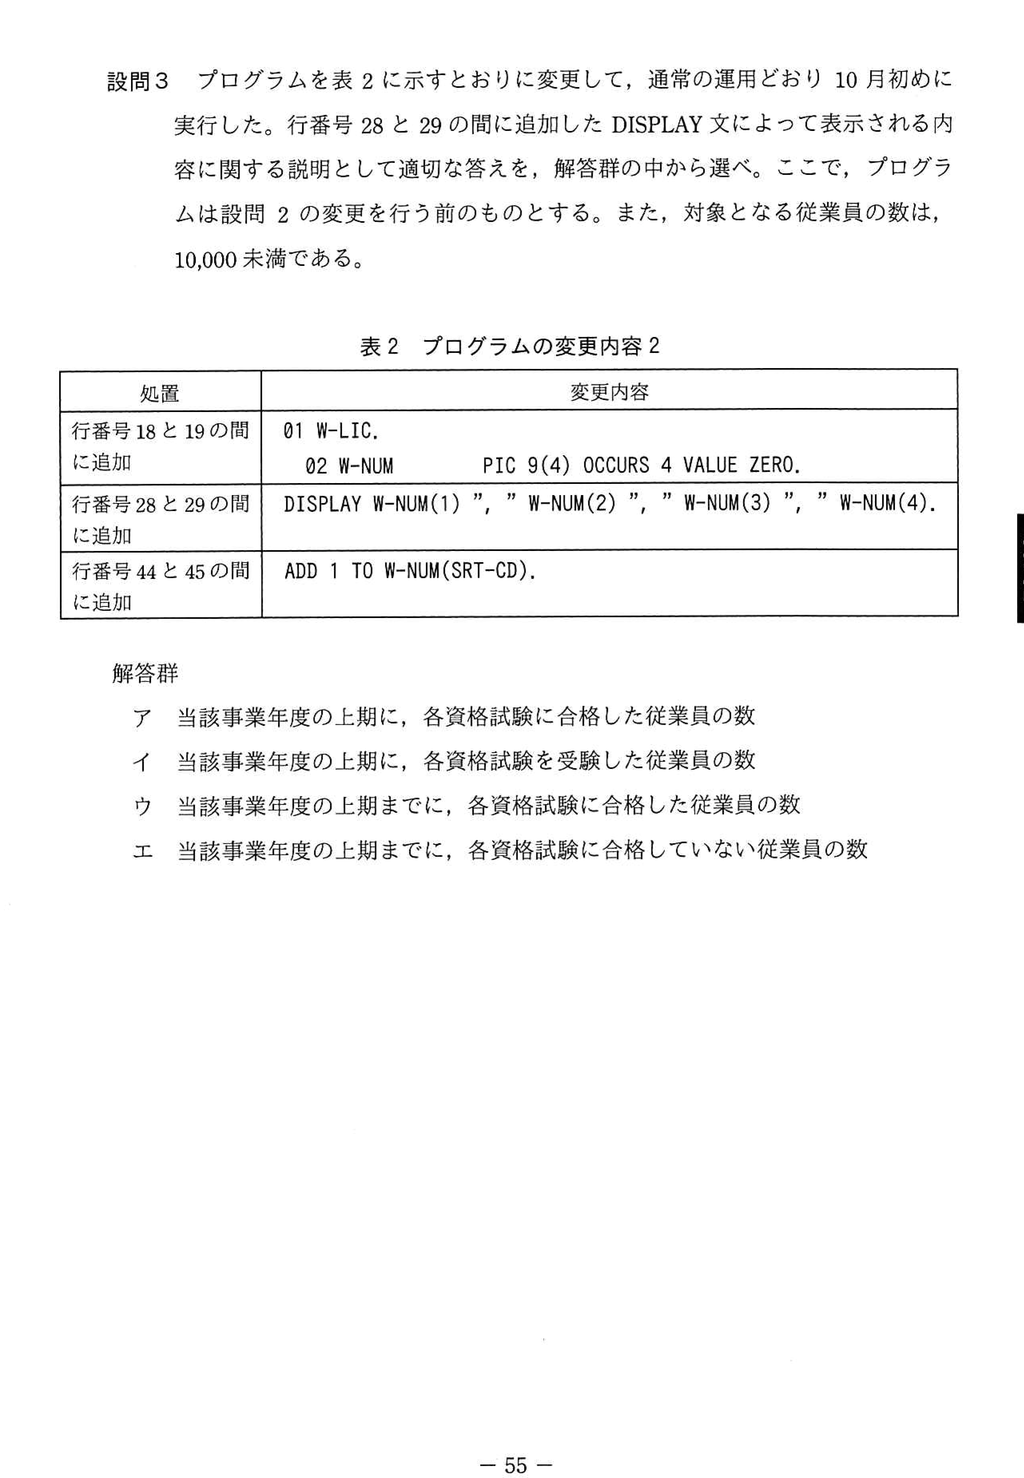 設問3　プログラムを表 2 に示すとおりに変更して，通常の運用どおり 10 月初めに
実行した。行番号 28 と 29 の間に追加した DISPLAY 文によって表示される内
容に関する説明として適切な答えを，解答群の中から選べ。ここで，プログラ
ムは設問 2 の変更を行う前のものとする。また，対象となる従業員の数は，
10,000 未満である。
表2　プログラムの変更内容2
処置　変更内容
行番号 18 と 19 の間
に追加
01 W-LIC.
02 W-NUM PIC 9(4) OCCURS 4 VALUE ZERO.
行番号 28 と 29 の間
に追加
DISPLAY W-NUM(1) ”, ” W-NUM(2) ”, ” W-NUM(3) ”, ” W-NUM(4).
行番号 44 と 45 の間
に追加
ADD 1 TO W-NUM(SRT-CD).
解答群
ア　当該事業年度の上期に，各資格試験に合格した従業員の数
イ　当該事業年度の上期に，各資格試験を受験した従業員の数
ウ　当該事業年度の上期までに，各資格試験に合格した従業員の数
エ　当該事業年度の上期までに，各資格試験に合格していない従業員の数
－ 55 －